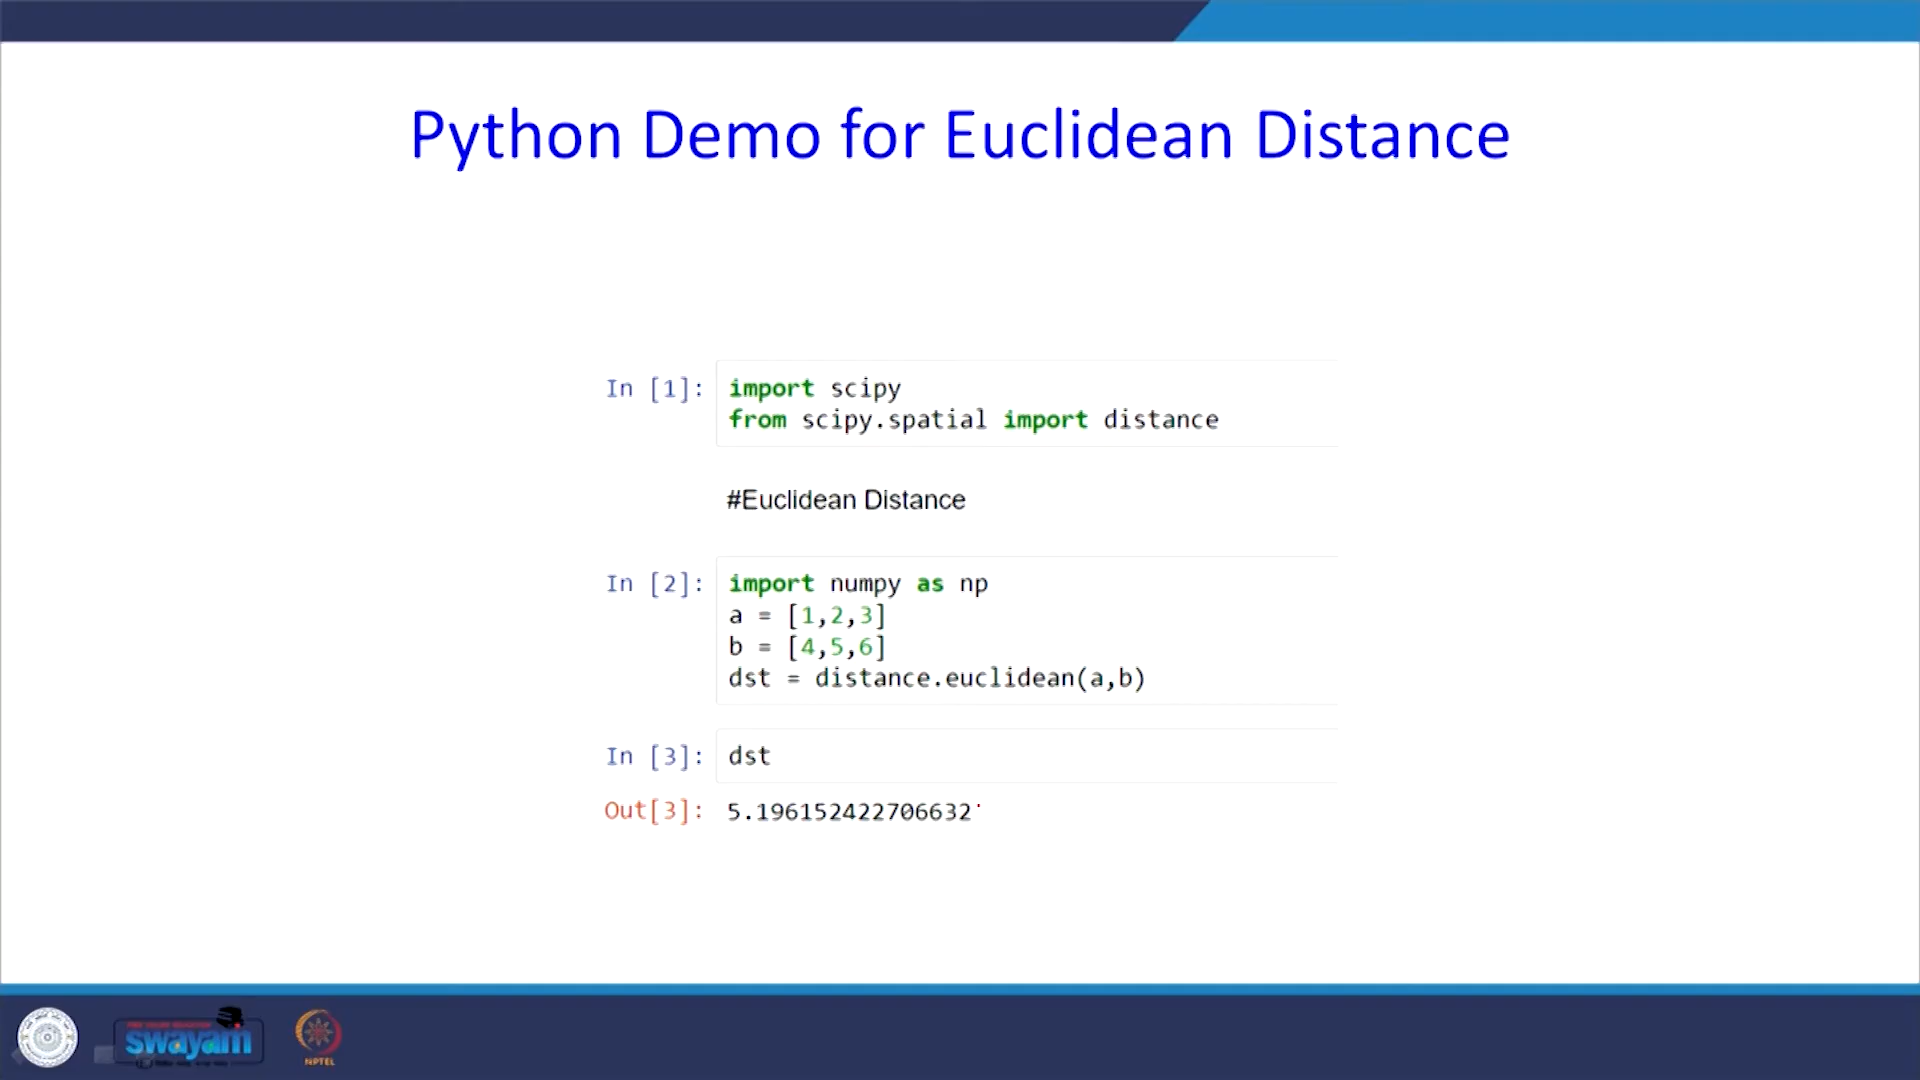 Python Demo for Euclidean Distance
In [1]: import scipy
from scipy.spatial import distance
#Euclidean Distance
In [2]: import numpy as np
a = [1,2,3]
b = [4,5,6]
dst = distance.euclidean(a,b)
In [3]: dst
Out[3]: 5.196152422706632
swayam
NPTEL